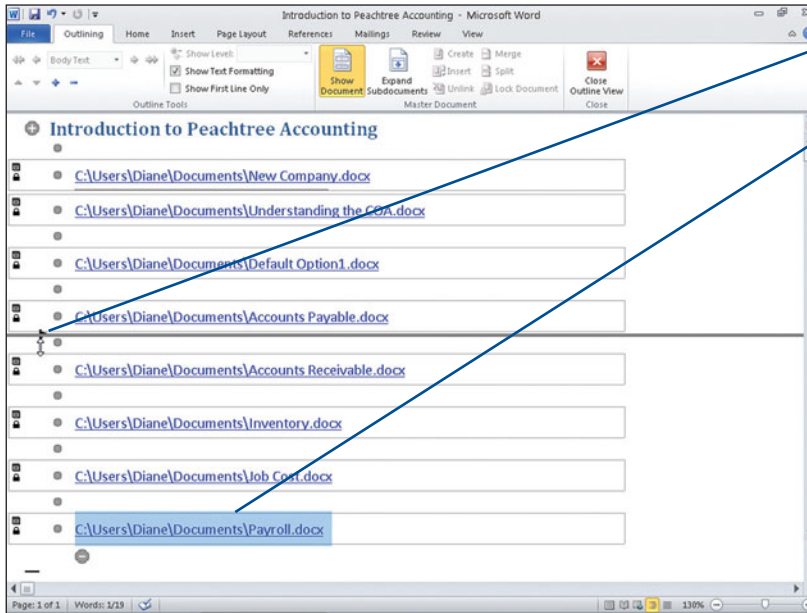 Introduction to Peachtree Accounting - Microsoft Word
File Outlining Home Insert Page Layout References Mailings Review View
Body Text
Show Level:
Show Text Formatting
Show First Line Only
Outline Tools
Show Document
Expand Subdocuments
Create Merge
Insert Split
Unlink Lock Document
Master Document
Close Outline View
Close
Introduction to Peachtree Accounting
C:\Users\Diane\Documents\New Company.docx
C:\Users\Diane\Documents\Understanding the COA.docx
C:\Users\Diane\Documents\Default Option1.docx
C:\Users\Diane\Documents\Accounts Payable.docx
C:\Users\Diane\Documents\Accounts Receivable.docx
C:\Users\Diane\Documents\Inventory.docx
C:\Users\Diane\Documents\Job Cost.docx
C:\Users\Diane\Documents\Payroll.docx
Page: 1 of 1 Words: 1/19 130%